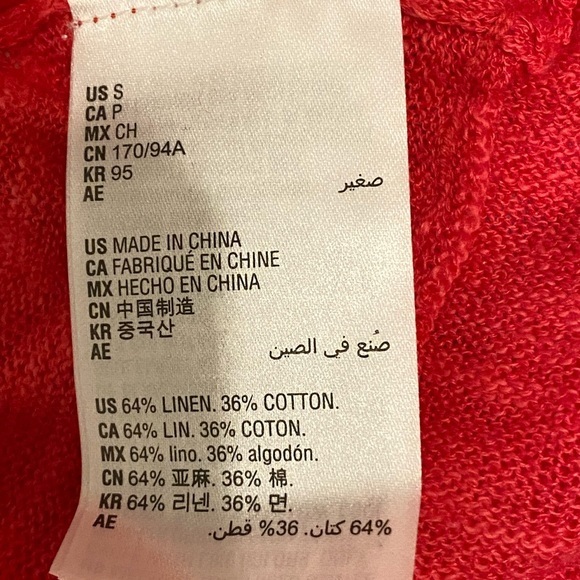 US S
CA P
MX CH
CN 170/94A
KR 95
AE صغير
US MADE IN CHINA
CA FABRIQUÉ EN CHINE
MX HECHO EN CHINA
CN 中国制造
KR 중국산
AE صُنع في الصين
US 64% LINEN. 36% COTTON.
CA 64% LIN. 36% COTON.
MX 64% lino. 36% algodón.
CN 64% 亚麻. 36% 棉.
KR 64% 리넨. 36% 면.
AE 64% كتان. 36% قطن.